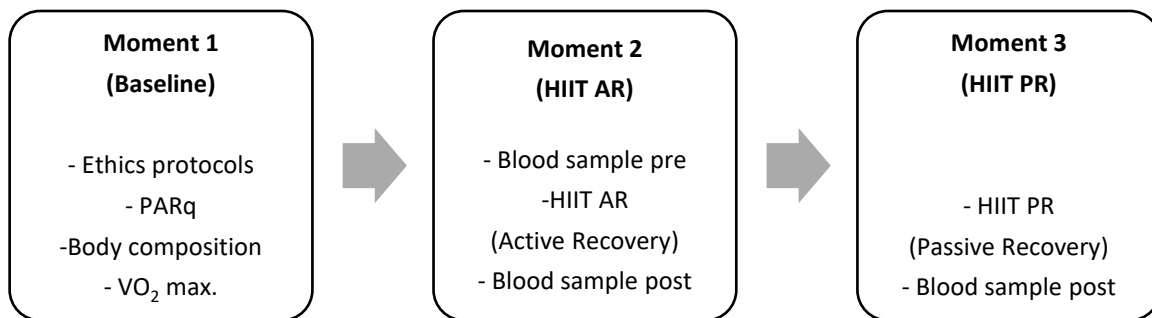 Moment 1
(Baseline)
- Ethics protocols
- PARq
-Body composition
- VO₂ max.
Moment 2
(HIIT AR)
- Blood sample pre
-HIIT AR
(Active Recovery)
- Blood sample post
Moment 3
(HIIT PR)
- HIIT PR
(Passive Recovery)
- Blood sample post